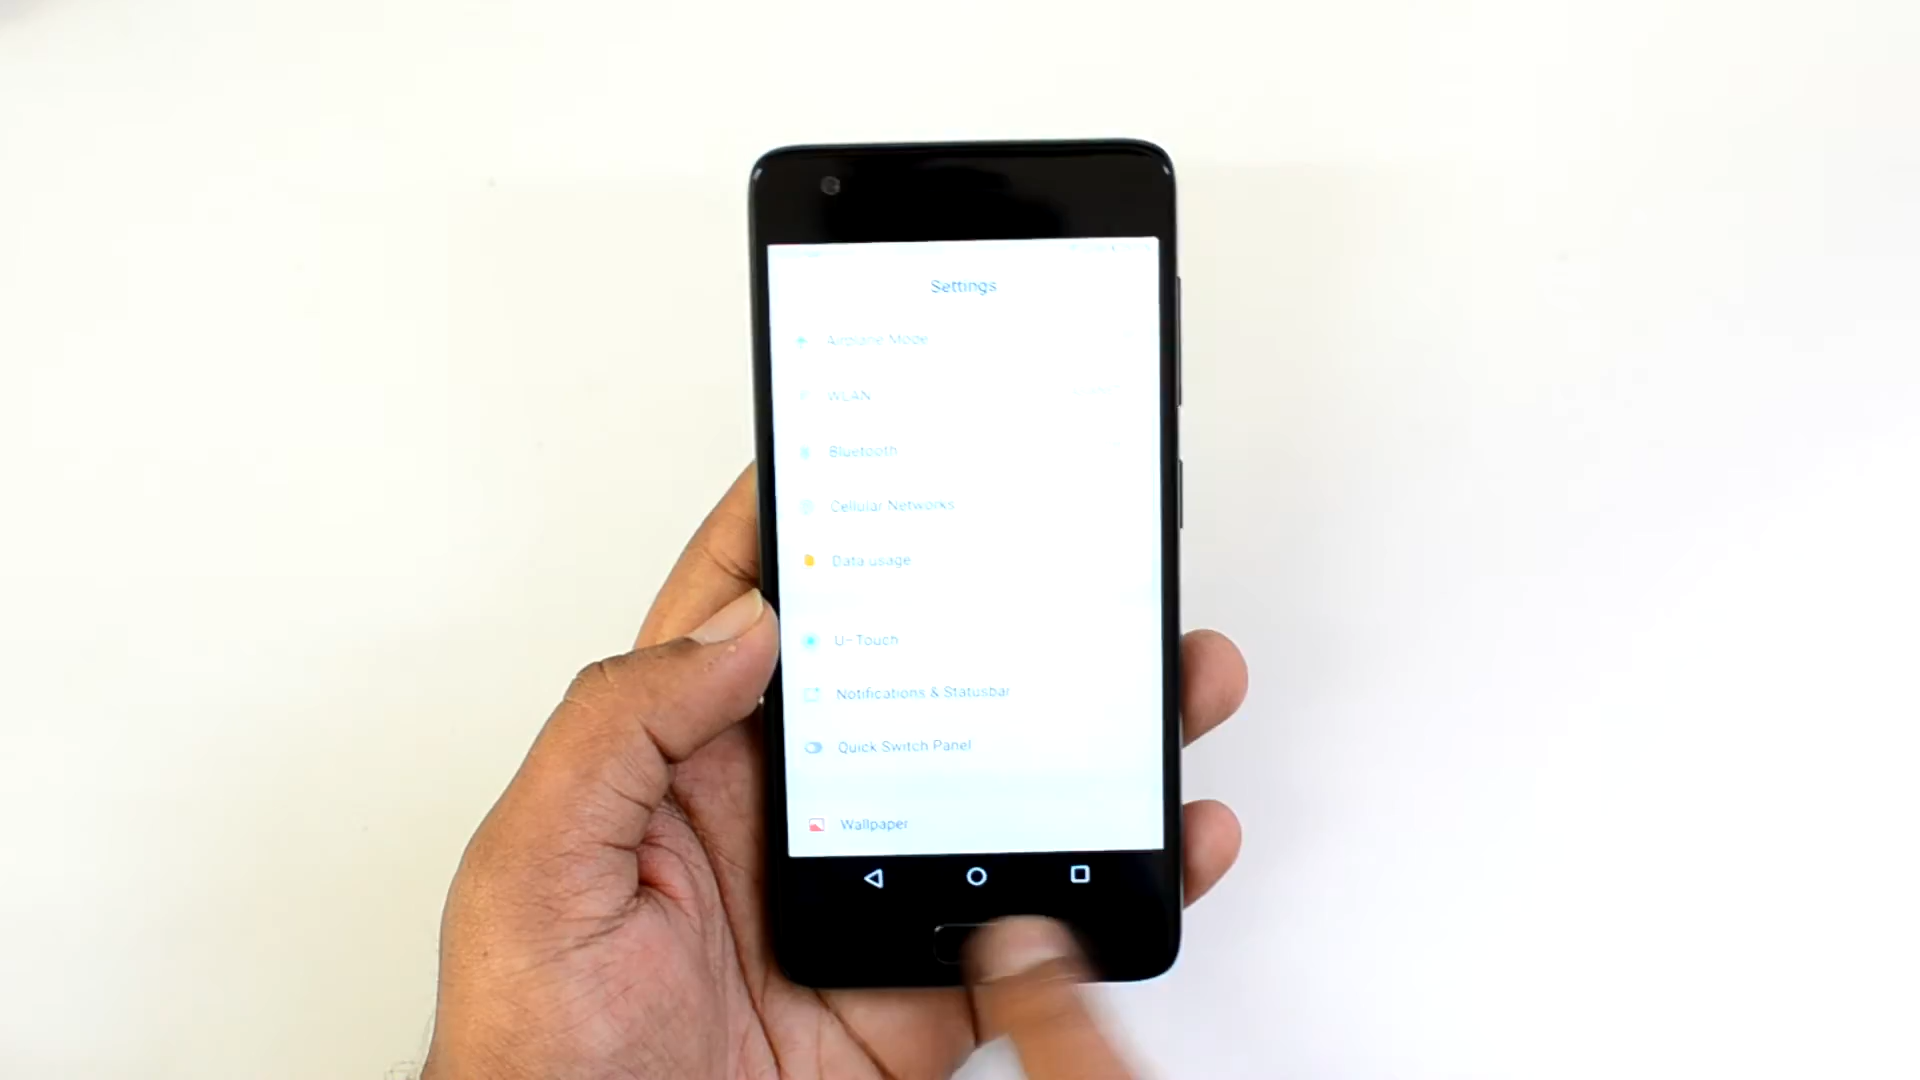 Settings
Airplane Mode
WLAN
Bluetooth
Cellular Networks
Data usage
U-Touch
Notifications & Statusbar
Quick Switch Panel
Wallpaper